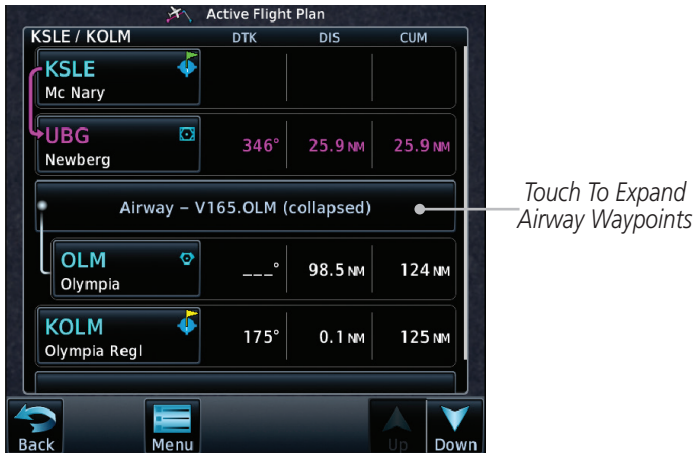 Active Flight Plan
KSLE / KOLM DTK DIS CUM
KSLE
Mc Nary
UBG 346° 25.9 NM 25.9 NM
Newberg
Airway – V165.OLM (collapsed)
Touch To Expand
Airway Waypoints
OLM ___° 98.5 NM 124 NM
Olympia
KOLM 175° 0.1 NM 125 NM
Olympia Regl
Back Menu Up Down